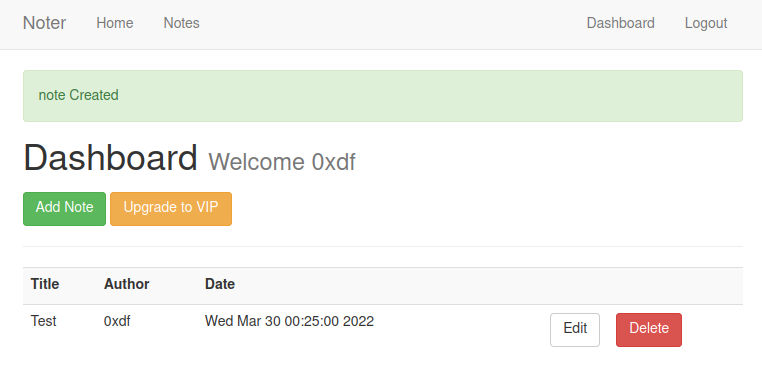 Noter Home Notes Dashboard Logout
note Created
Dashboard Welcome 0xdf
Add Note Upgrade to VIP
Title Author Date
Test 0xdf Wed Mar 30 00:25:00 2022 Edit Delete